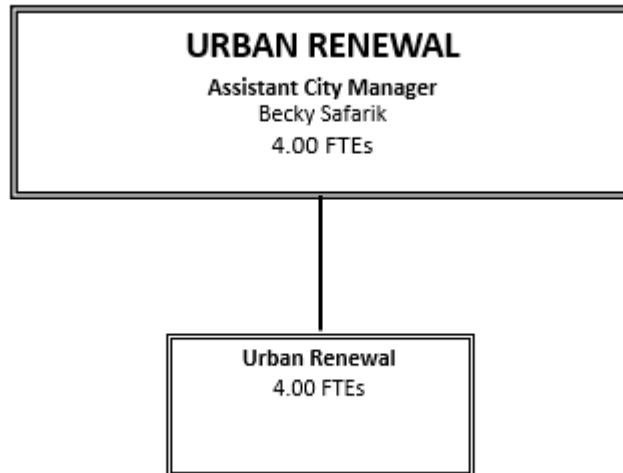 URBAN RENEWAL
Assistant City Manager
Becky Safarik
4.00 FTEs
Urban Renewal
4.00 FTEs